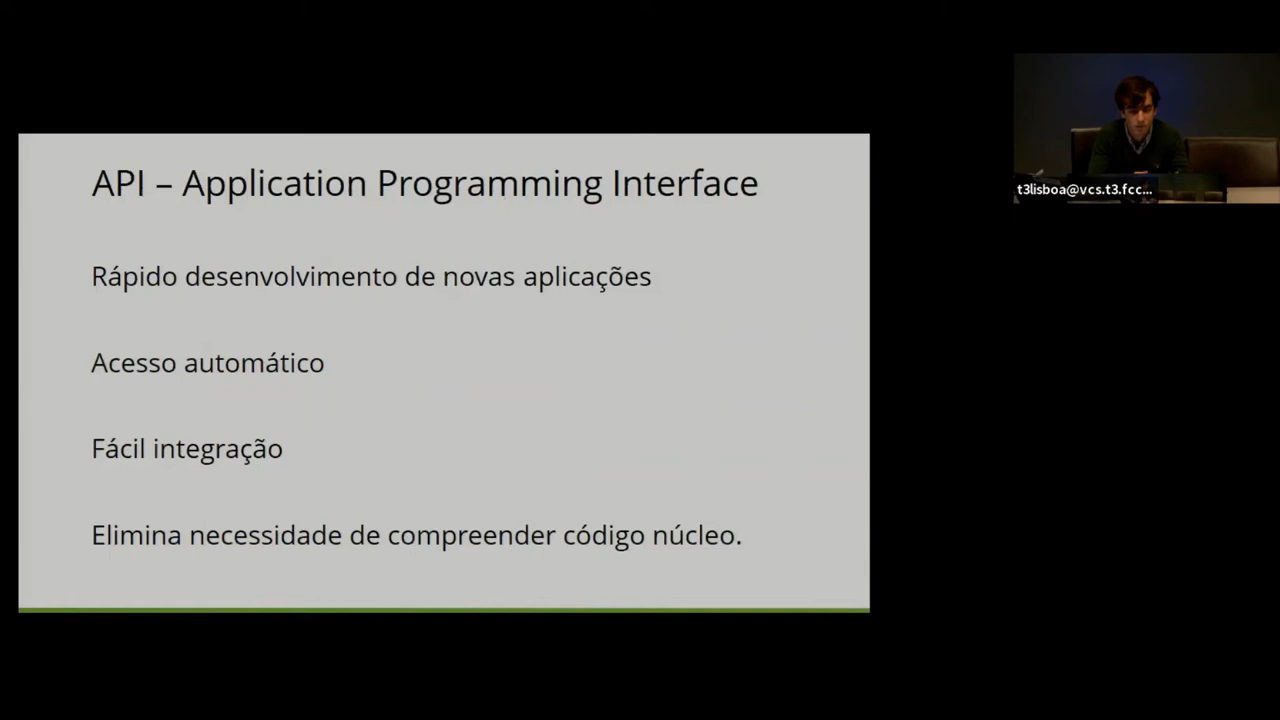 API – Application Programming Interface
Rápido desenvolvimento de novas aplicações
Acesso automático
Fácil integração
Elimina necessidade de compreender código núcleo.
t3lisboa@vcs.t3.fcc...